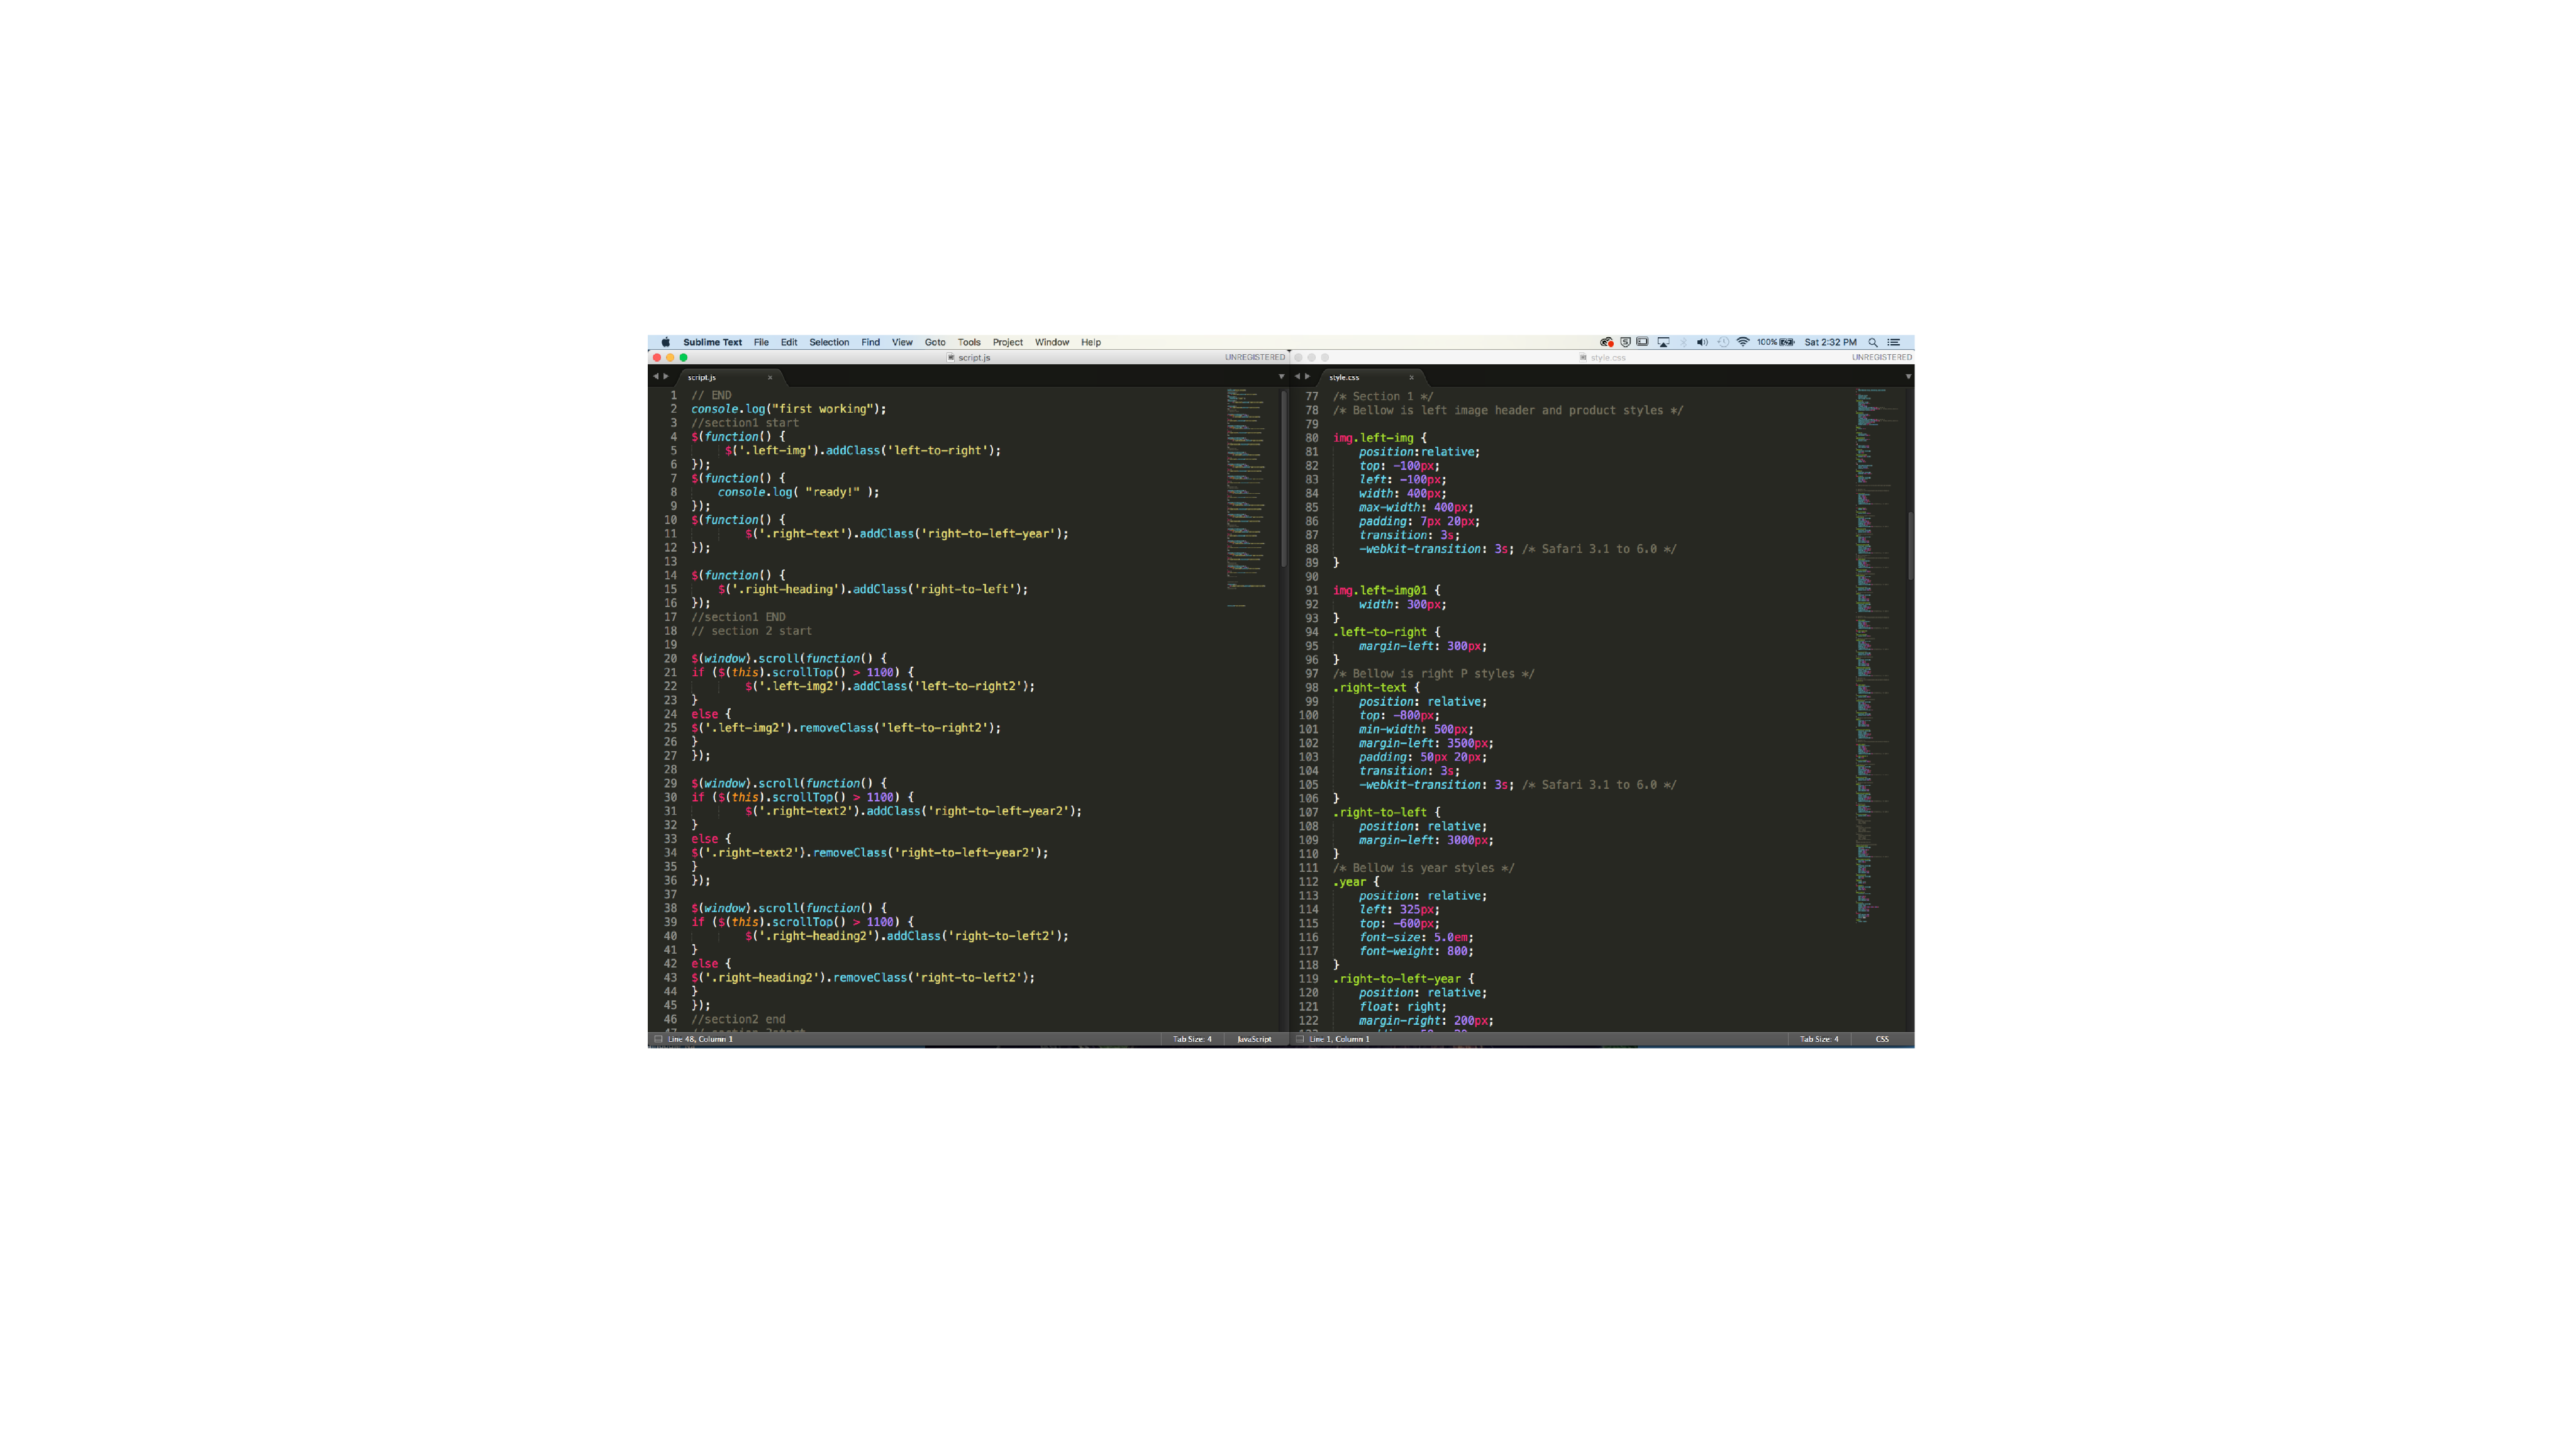 Sublime Text File Edit Selection Find View Goto Tools Project Window Help 100% Sat 2:32 PM
script.js UNREGISTERED
script.js
1 // END
2 console.log("first working");
3 //section1 start
4 $(function() {
5 $('.left-img').addClass('left-to-right');
6 });
7 $(function() {
8 console.log( "ready!" );
9 });
10 $(function() {
11 $('.right-text').addClass('right-to-left-year');
12 });
13
14 $(function() {
15 $('.right-heading').addClass('right-to-left');
16 });
17 //section1 END
18 // section 2 start
19
20 $(window).scroll(function() {
21 if ($(this).scrollTop() > 1100) {
22 $('.left-img2').addClass('left-to-right2');
23 }
24 else {
25 $('.left-img2').removeClass('left-to-right2');
26 }
27 });
28
29 $(window).scroll(function() {
30 if ($(this).scrollTop() > 1100) {
31 $('.right-text2').addClass('right-to-left-year2');
32 }
33 else {
34 $('.right-text2').removeClass('right-to-left-year2');
35 }
36 });
37
38 $(window).scroll(function() {
39 if ($(this).scrollTop() > 1100) {
40 $('.right-heading2').addClass('right-to-left2');
41 }
42 else {
43 $('.right-heading2').removeClass('right-to-left2');
44 }
45 });
46 //section2 end
Line 48, Column 1 Tab Size: 4 JavaScript
style.css UNREGISTERED
style.css
77 /* Section 1 */
78 /* Bellow is left image header and product styles */
79
80 img.left-img {
81 position:relative;
82 top: -100px;
83 left: -100px;
84 width: 400px;
85 max-width: 400px;
86 padding: 7px 20px;
87 transition: 3s;
88 -webkit-transition: 3s; /* Safari 3.1 to 6.0 */
89 }
90
91 img.left-img01 {
92 width: 300px;
93 }
94 .left-to-right {
95 margin-left: 300px;
96 }
97 /* Bellow is right P styles */
98 .right-text {
99 position: relative;
100 top: -800px;
101 min-width: 500px;
102 margin-left: 3500px;
103 padding: 50px 20px;
104 transition: 3s;
105 -webkit-transition: 3s; /* Safari 3.1 to 6.0 */
106 }
107 .right-to-left {
108 position: relative;
109 margin-left: 3000px;
110 }
111 /* Bellow is year styles */
112 .year {
113 position: relative;
114 left: 325px;
115 top: -600px;
116 font-size: 5.0em;
117 font-weight: 800;
118 }
119 .right-to-left-year {
120 position: relative;
121 float: right;
122 margin-right: 200px;
Line 1, Column 1 Tab Size: 4 CSS